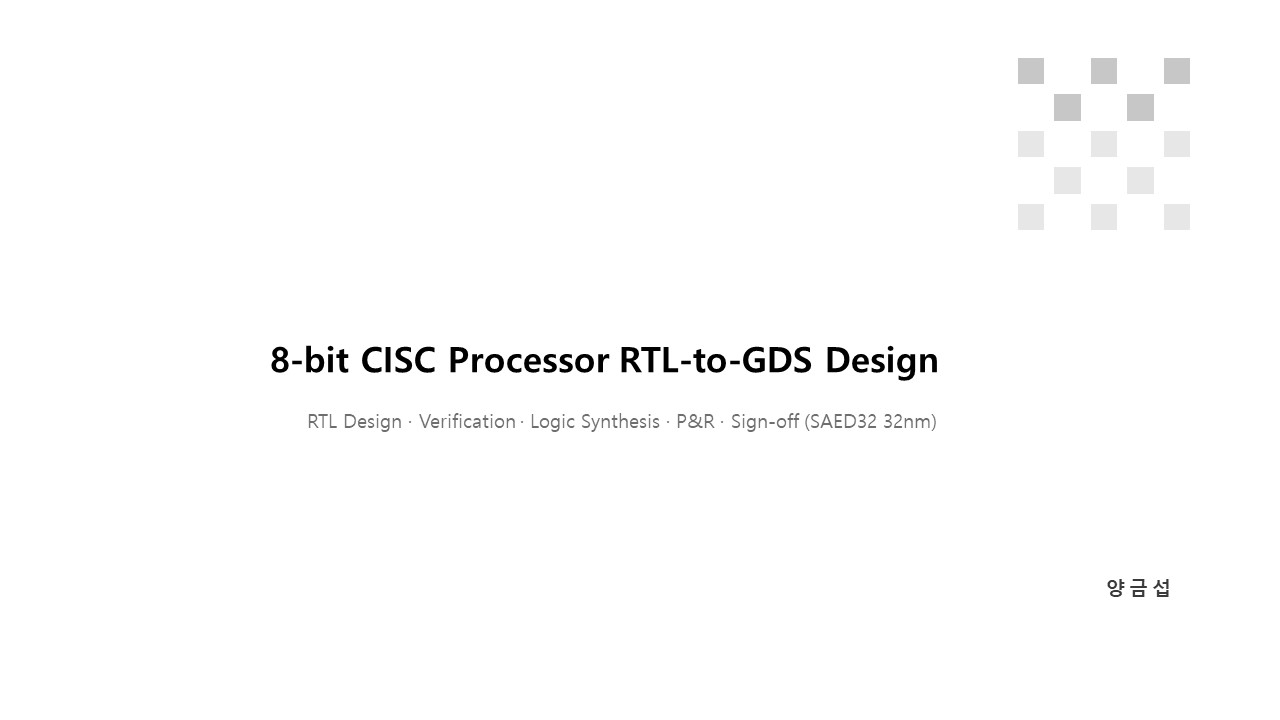 8-bit CISC Processor RTL-to-GDS Design
RTL Design · Verification · Logic Synthesis · P&R · Sign-off (SAED32 32nm)
양 금 섭